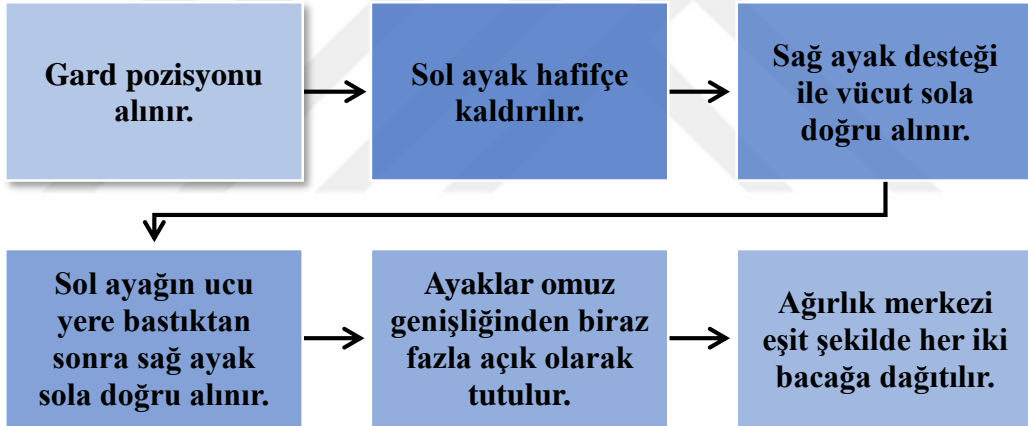 Gard pozisyonu
alınır.
Sol ayak hafifçe
kaldırılır.
Sağ ayak desteği
ile vücut sola
doğru alınır.
Sol ayağın ucu
yere bastıktan
sonra sağ ayak
sola doğru alınır.
Ayaklar omuz
genişliğinden biraz
fazla açık olarak
tutulur.
Ağırlık merkezi
eşit şekilde her iki
bacağa dağıtılır.